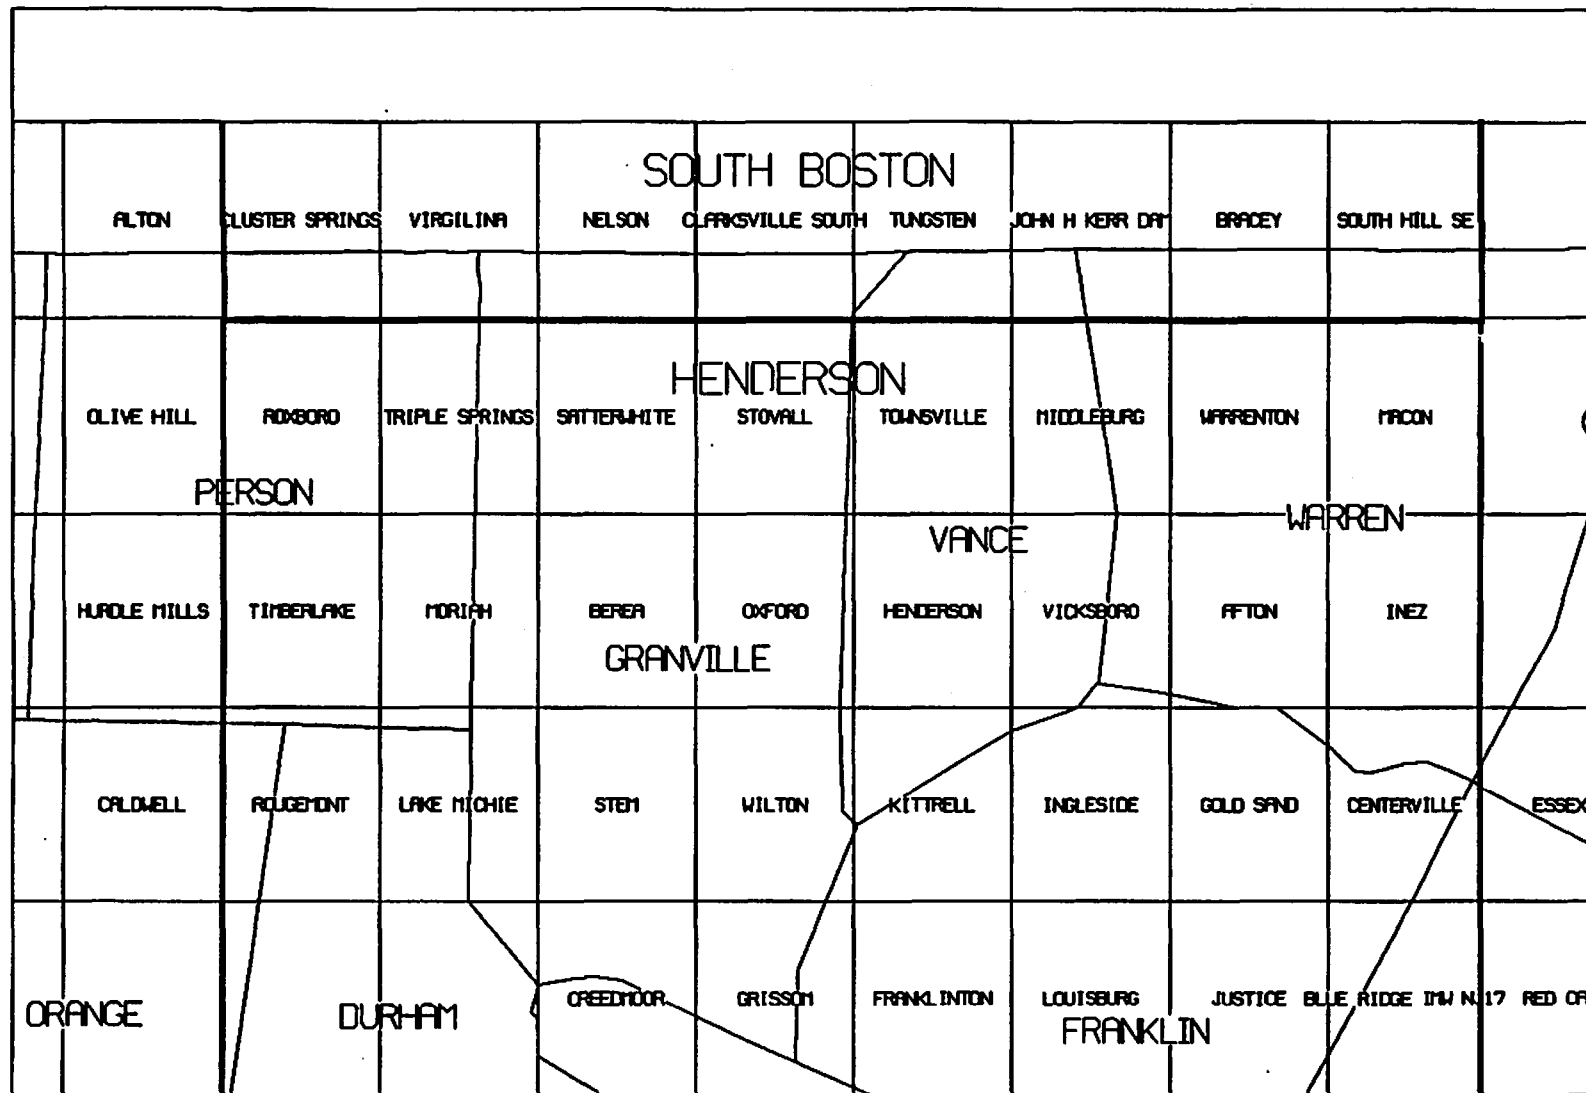 SOUTH BOSTON
ALTON CLUSTER SPRINGS VIRGILINA NELSON CLARKSVILLE SOUTH TUNGSTEN JOHN H KERR DAM BRACEY SOUTH HILL SE
HENDERSON
OLIVE HILL ROXBORO TRIPLE SPRINGS SATTERWHITE STOVALL TOWNSVILLE MIDDLEBURG WARRENTON MACON
PERSON
WARREN
VANCE
HURDLE MILLS TIMBERLAKE MORIAH BEREA OXFORD HENDERSON VICKSBORO AFTON INEZ
GRANVILLE
CALDWELL ROUGEMONT LAKE MICHIE STEM WILTON KITTRELL INGLESIDE GOLD SAND CENTERVILLE ESSEX
CREEDMOOR GRISSOM FRANKLINTON LOUISBURG JUSTICE BLUE RIDGE IMW NJ17 RED
ORANGE DURHAM
FRANKLIN